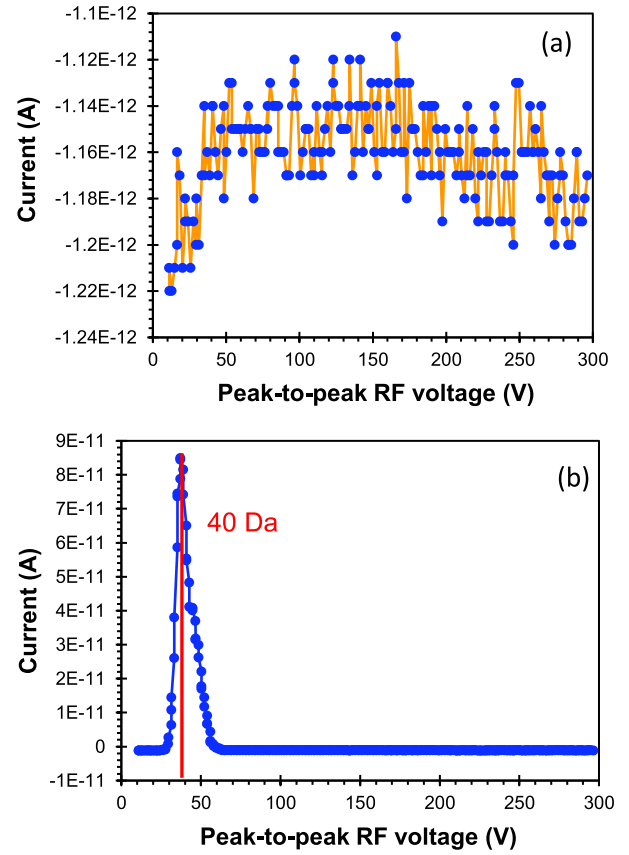 -1.1E-12
(a)
-1.12E-12
-1.14E-12
-1.16E-12
-1.18E-12
-1.2E-12
-1.22E-12
-1.24E-12
Current (A)
0 50 100 150 200 250 300
Peak-to-peak RF voltage (V)
9E-11
(b)
8E-11
7E-11
40 Da
6E-11
5E-11
4E-11
3E-11
2E-11
1E-11
0
-1E-11
Current (A)
0 50 100 150 200 250 300
Peak-to-peak RF voltage (V)